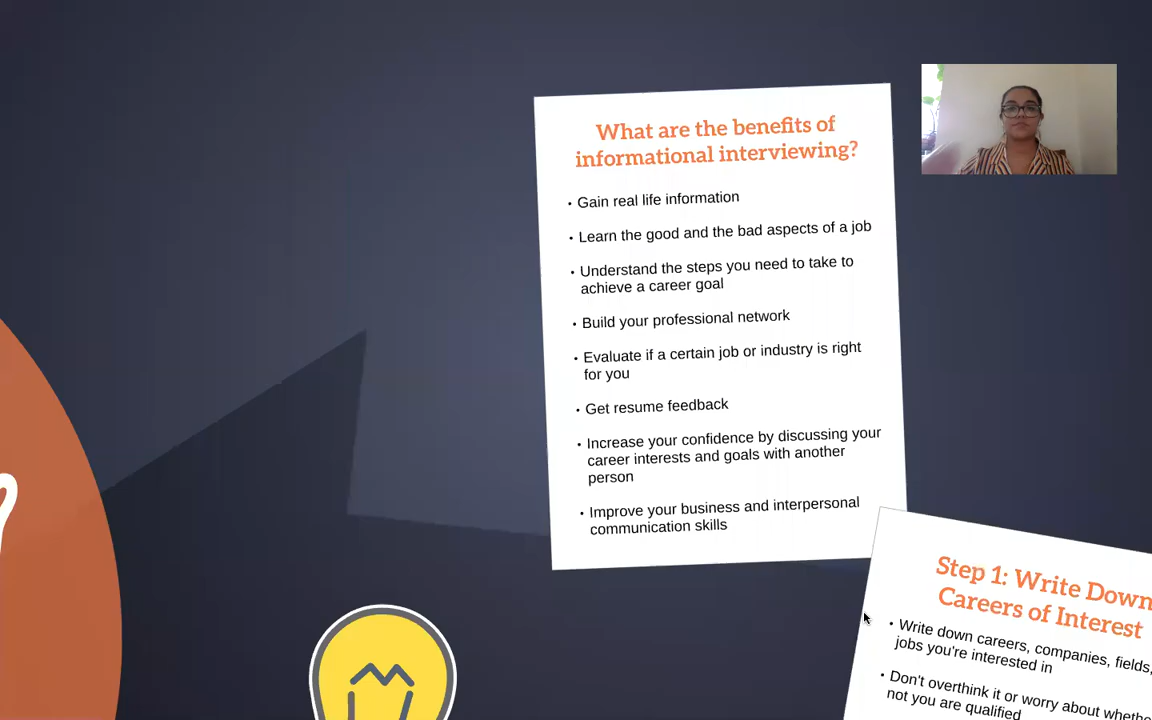 What are the benefits of
informational interviewing?
• Gain real life information
• Learn the good and the bad aspects of a job
• Understand the steps you need to take to
achieve a career goal
• Build your professional network
• Evaluate if a certain job or industry is right
for you
• Get resume feedback
• Increase your confidence by discussing your
career interests and goals with another
person
• Improve your business and interpersonal
communication skills
Step 1: Write Down
Careers of Interest
• Write down careers, companies, fields,
jobs you're interested in
• Don't overthink it or worry about
not you are qualified